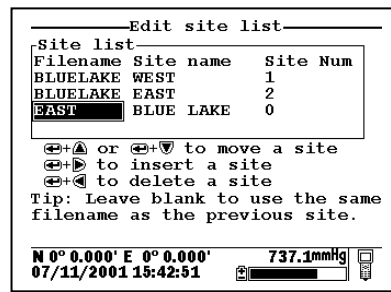 Edit site list
Site list
Filename Site name Site Num
BLUELAKE WEST 1
BLUELAKE EAST 2
EAST BLUE LAKE 0
+ or + to move a site
+ to insert a site
+ to delete a site
Tip: Leave blank to use the same
filename as the previous site.
N 0° 0.000' E 0° 0.000' 737.1mmHg
07/11/2001 15:42:51